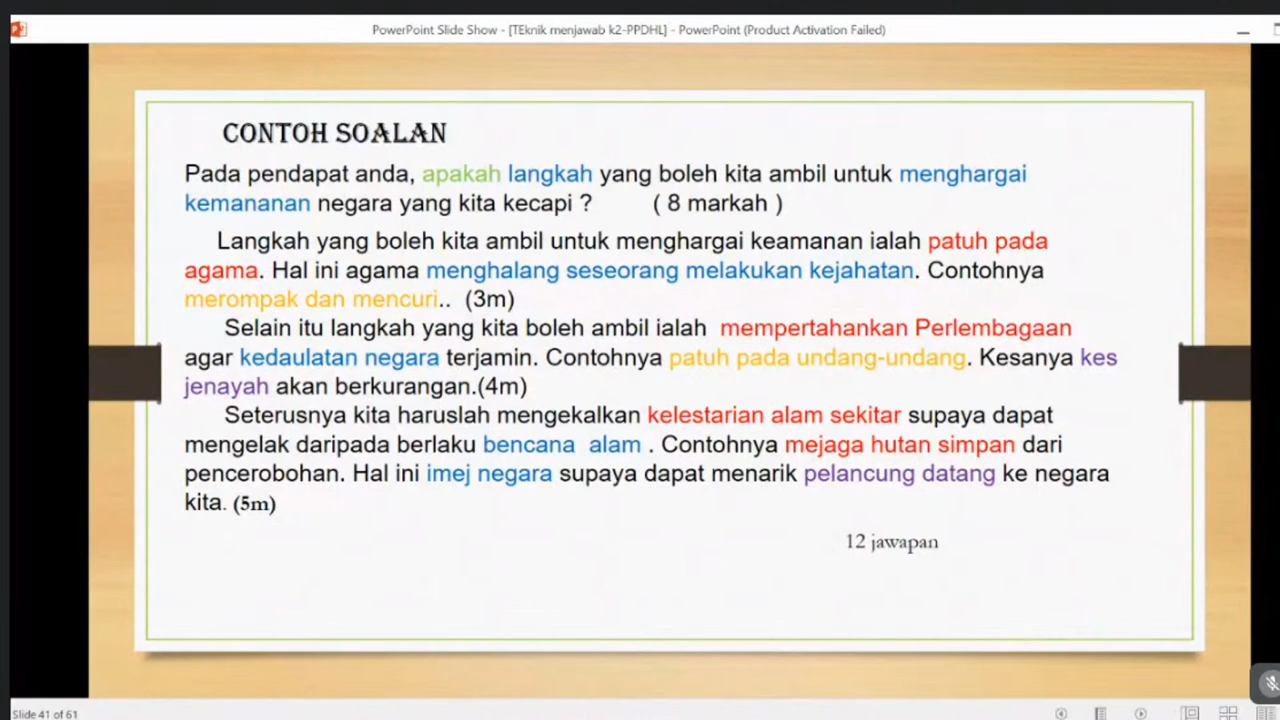 PowerPoint Slide Show - [TEknik menjawab k2-PPDHL] - PowerPoint (Product Activation Failed)
CONTOH SOALAN
Pada pendapat anda, apakah langkah yang boleh kita ambil untuk menghargai
kemananan negara yang kita kecapi ? ( 8 markah )
Langkah yang boleh kita ambil untuk menghargai keamanan ialah patuh pada
agama. Hal ini agama menghalang seseorang melakukan kejahatan. Contohnya
merompak dan mencuri.. (3m)
Selain itu langkah yang kita boleh ambil ialah mempertahankan Perlembagaan
agar kedaulatan negara terjamin. Contohnya patuh pada undang-undang. Kesanya kes
jenayah akan berkurangan.(4m)
Seterusnya kita haruslah mengekalkan kelestarian alam sekitar supaya dapat
mengelak daripada berlaku bencana alam . Contohnya mejaga hutan simpan dari
pencerobohan. Hal ini imej negara supaya dapat menarik pelancung datang ke negara
kita. (5m)
12 jawapan
Slide 41 of 61